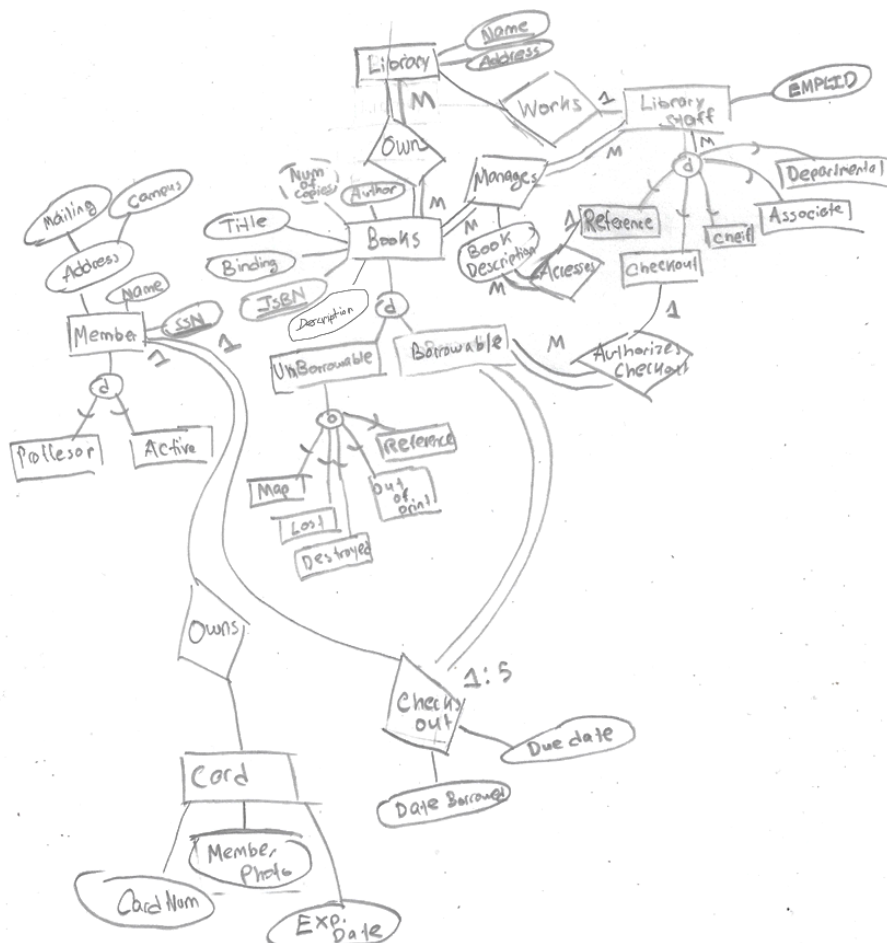 Name
Library
Address
M
Works
1
Library
Staff
EMPLID
Own
M
M
Manages
d
Departmental
Num
of
copies
Author
M
M
Mailing
Campus
Title
Books
Book
Description
1
Reference
cheif
Associate
Address
Binding
M
Accesses
Checkout
Name
ISBN
Description
d
1
Member
SSN
1
1
UnBorrowable
Borrowable
M
Authorizes
Checkout
d
o
Proffesor
Active
Reference
Map
Out
of
print
Lost
Destroyed
Owns
1:5
Checks
out
Due date
Card
Date Borrowed
Member
Photo
Card Num
Exp.
Date